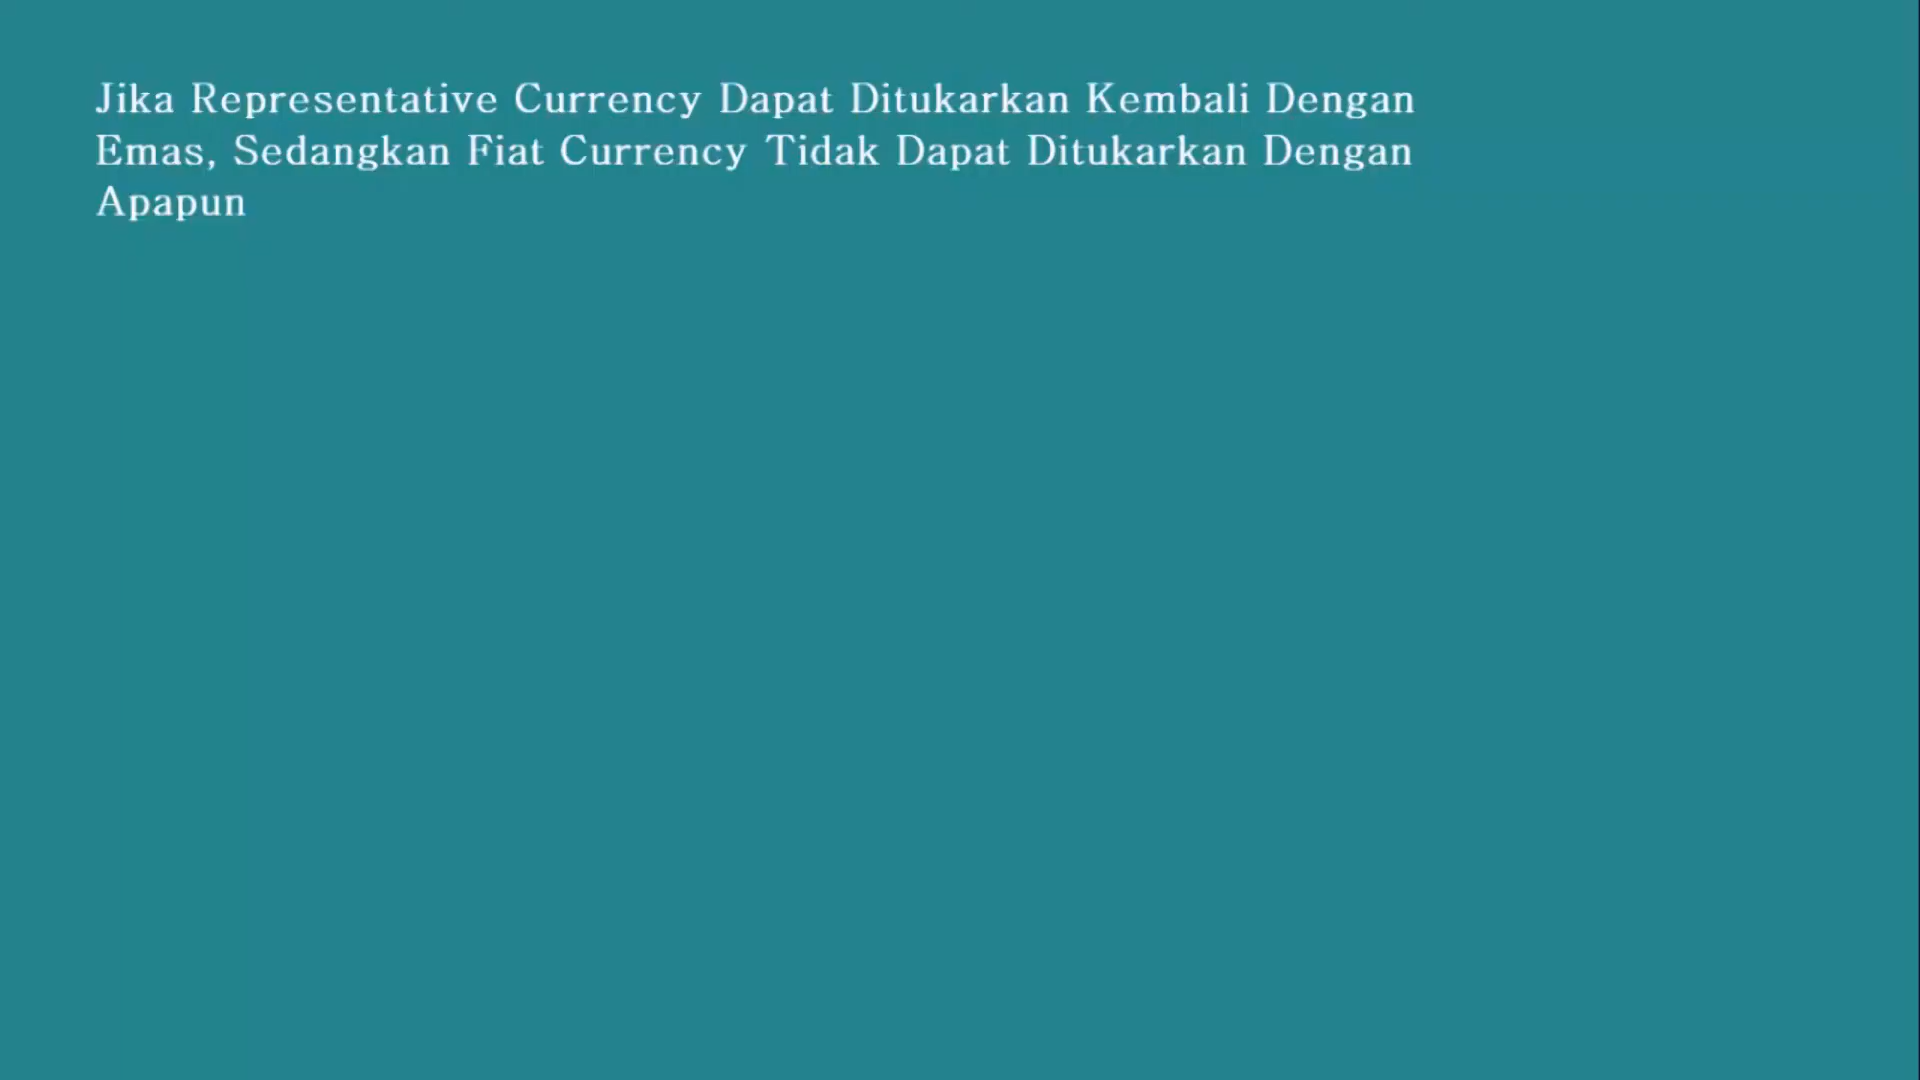 Jika Representative Currency Dapat Ditukarkan Kembali Dengan
Emas, Sedangkan Fiat Currency Tidak Dapat Ditukarkan Dengan
Apapun